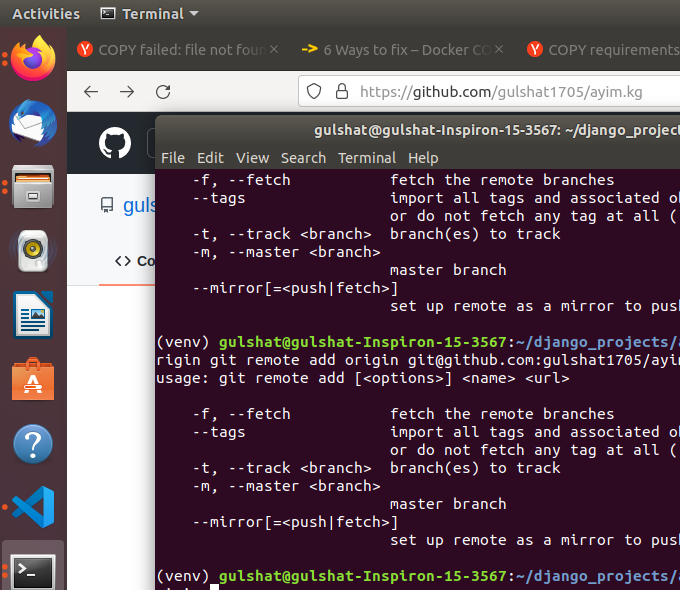 Activities Terminal
COPY failed: file not foun
6 Ways to fix – Docker CO
COPY requirements
https://github.com/gulshat1705/ayim.kg
gulshat@gulshat-Inspiron-15-3567: ~/django_project
File Edit View Search Terminal Help
-f, --fetch fetch the remote branches
--tags import all tags and associated ob
or do not fetch any tag at all (
-t, --track <branch> branch(es) to track
-m, --master <branch>
master branch
--mirror[=<push|fetch>]
set up remote as a mirror to push
(venv) gulshat@gulshat-Inspiron-15-3567:~/django_projects/a
rigin git remote add origin git@github.com:gulshat1705/ayim
usage: git remote add [<options>] <name> <url>
-f, --fetch fetch the remote branches
--tags import all tags and associated ob
or do not fetch any tag at all (
-t, --track <branch> branch(es) to track
-m, --master <branch>
master branch
--mirror[=<push|fetch>]
set up remote as a mirror to push
(venv) gulshat@gulshat-Inspiron-15-3567:~/django_projects/a
gulsh
Co